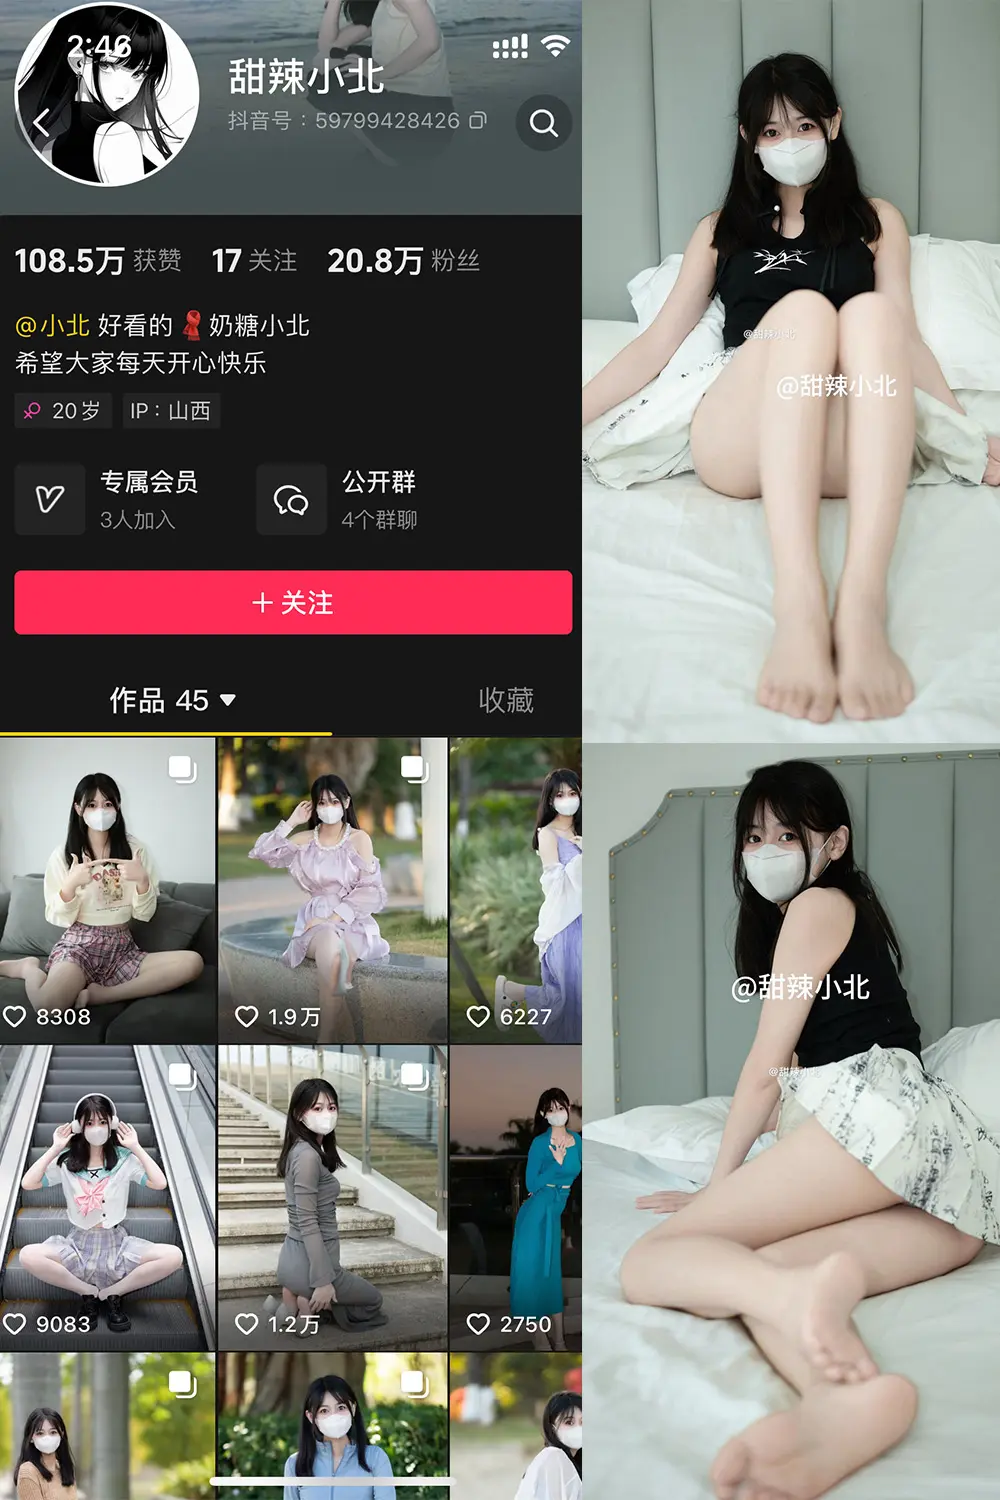 2:46
甜辣小北
抖音号：59799428426
108.5万 获赞 17 关注 20.8万 粉丝
@小北 好看的 奶糖小北
希望大家每天开心快乐
20岁 IP：山西
专属会员
3人加入
公开群
4个群聊
+ 关注
作品 45
收藏
8308
1.9万
6227
9083
1.2万
2750
@甜辣小北
@甜辣小北
@甜辣小北
@甜辣小北